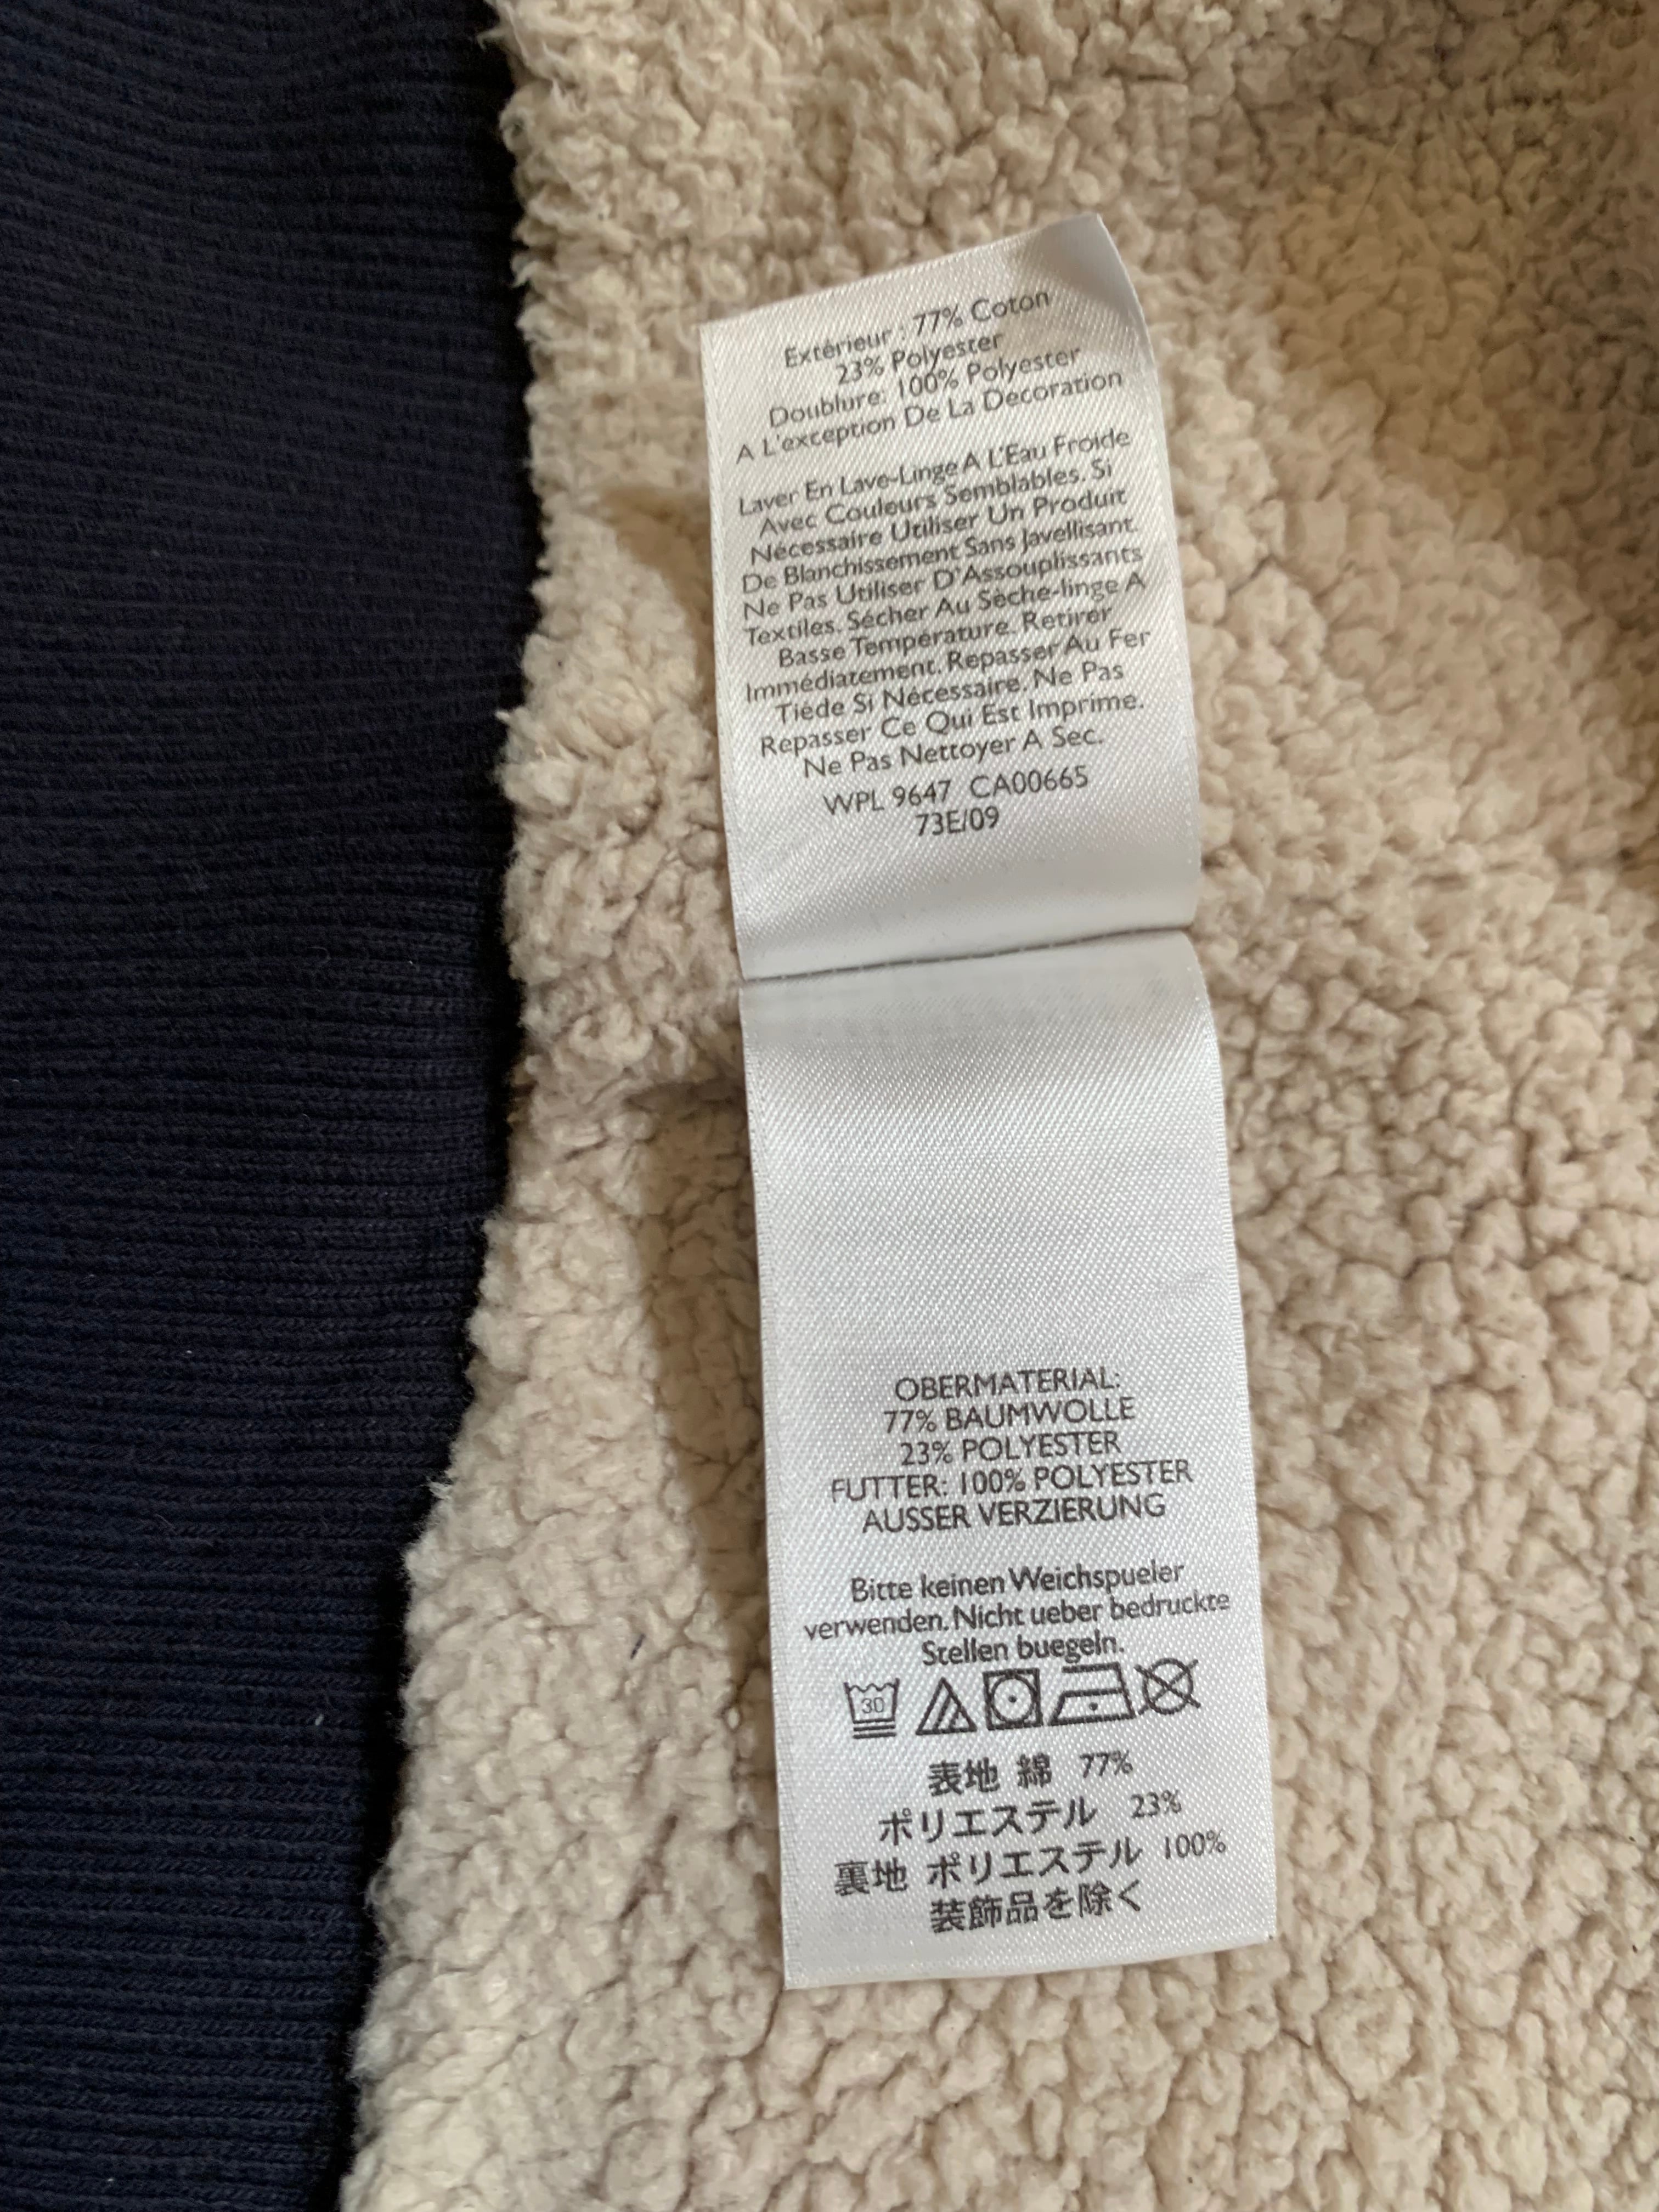 Extérieur : 77% Coton
23% Polyester
Doublure: 100% Polyester
A L'exception De La Decoration
Laver En Lave-Linge A L'Eau Froide
Avec Couleurs Semblables. Si
Nécessaire Utiliser Un Produit
De Blanchissement Sans Javellisant.
Ne Pas Utiliser D'Assouplissants
Textiles. Sécher Au Sèche-linge A
Basse Température. Retirer
Immédiatement. Repasser Au Fer
Tiède Si Nécessaire. Ne Pas
Repasser Ce Qui Est Imprime.
Ne Pas Nettoyer A Sec.
WPL 9647 CA00665
73E/09
OBERMATERIAL:
77% BAUMWOLLE
23% POLYESTER
FUTTER: 100% POLYESTER
AUSSER VERZIERUNG
Bitte keinen Weichspueler
verwenden. Nicht ueber bedruckte
Stellen buegeln.
30
表地 綿 77%
ポリエステル 23%
裏地 ポリエステル 100%
装飾品を除く